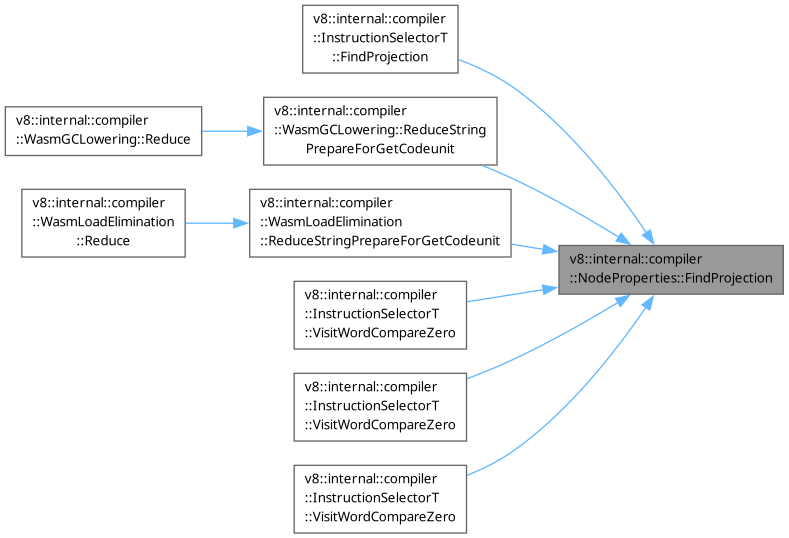 v8::internal::compiler
::InstructionSelectorT
::FindProjection
v8::internal::compiler
::WasmGCLowering::Reduce
v8::internal::compiler
::WasmGCLowering::ReduceString
PrepareForGetCodeunit
v8::internal::compiler
::WasmLoadElimination
::Reduce
v8::internal::compiler
::WasmLoadElimination
::ReduceStringPrepareForGetCodeunit
v8::internal::compiler
::NodeProperties::FindProjection
v8::internal::compiler
::InstructionSelectorT
::VisitWordCompareZero
v8::internal::compiler
::InstructionSelectorT
::VisitWordCompareZero
v8::internal::compiler
::InstructionSelectorT
::VisitWordCompareZero